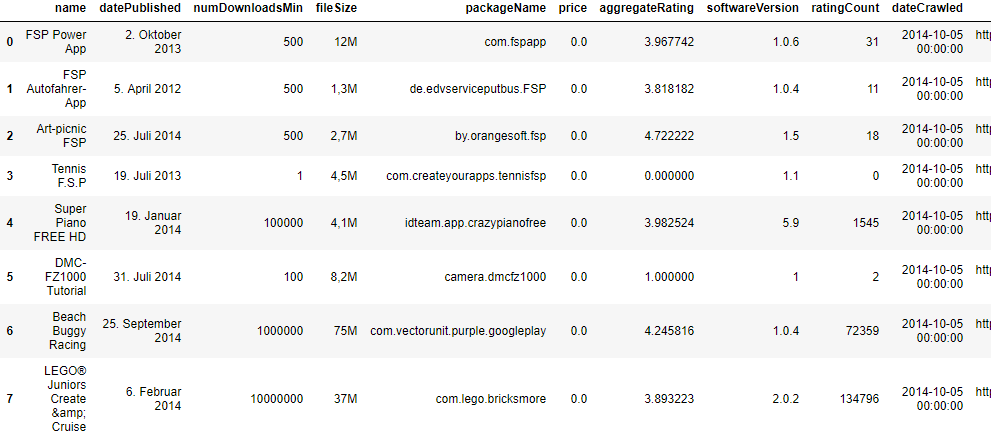 name datePublished numDownloadsMin fileSize packageName price aggregateRating softwareVersion ratingCount dateCrawled
0 FSP Power App 2. Oktober 2013 500 12M com.fspapp 0.0 3.967742 1.0.6 31 2014-10-05 00:00:00 http
1 FSP Autofahrer-App 5. April 2012 500 1,3M de.edvserviceputbus.FSP 0.0 3.818182 1.0.4 11 2014-10-05 00:00:00 http
2 Art-picnic FSP 25. Juli 2014 500 2,7M by.orangesoft.fsp 0.0 4.722222 1.5 18 2014-10-05 00:00:00 http
3 Tennis F.S.P 19. Juli 2013 1 4,5M com.createyourapps.tennisfsp 0.0 0.000000 1.1 0 2014-10-05 00:00:00 http
4 Super Piano FREE HD 19. Januar 2014 100000 4,1M idteam.app.crazypianofree 0.0 3.982524 5.9 1545 2014-10-05 00:00:00 http
5 DMC-FZ1000 Tutorial 31. Juli 2014 100 8,2M camera.dmcfz1000 0.0 1.000000 1 2 2014-10-05 00:00:00 http
6 Beach Buggy Racing 25. September 2014 1000000 75M com.vectorunit.purple.googleplay 0.0 4.245816 1.0.4 72359 2014-10-05 00:00:00 http
7 LEGO® Juniors Create &amp; Cruise 6. Februar 2014 10000000 37M com.lego.bricksmore 0.0 3.893223 2.0.2 134796 2014-10-05 00:00:00 http